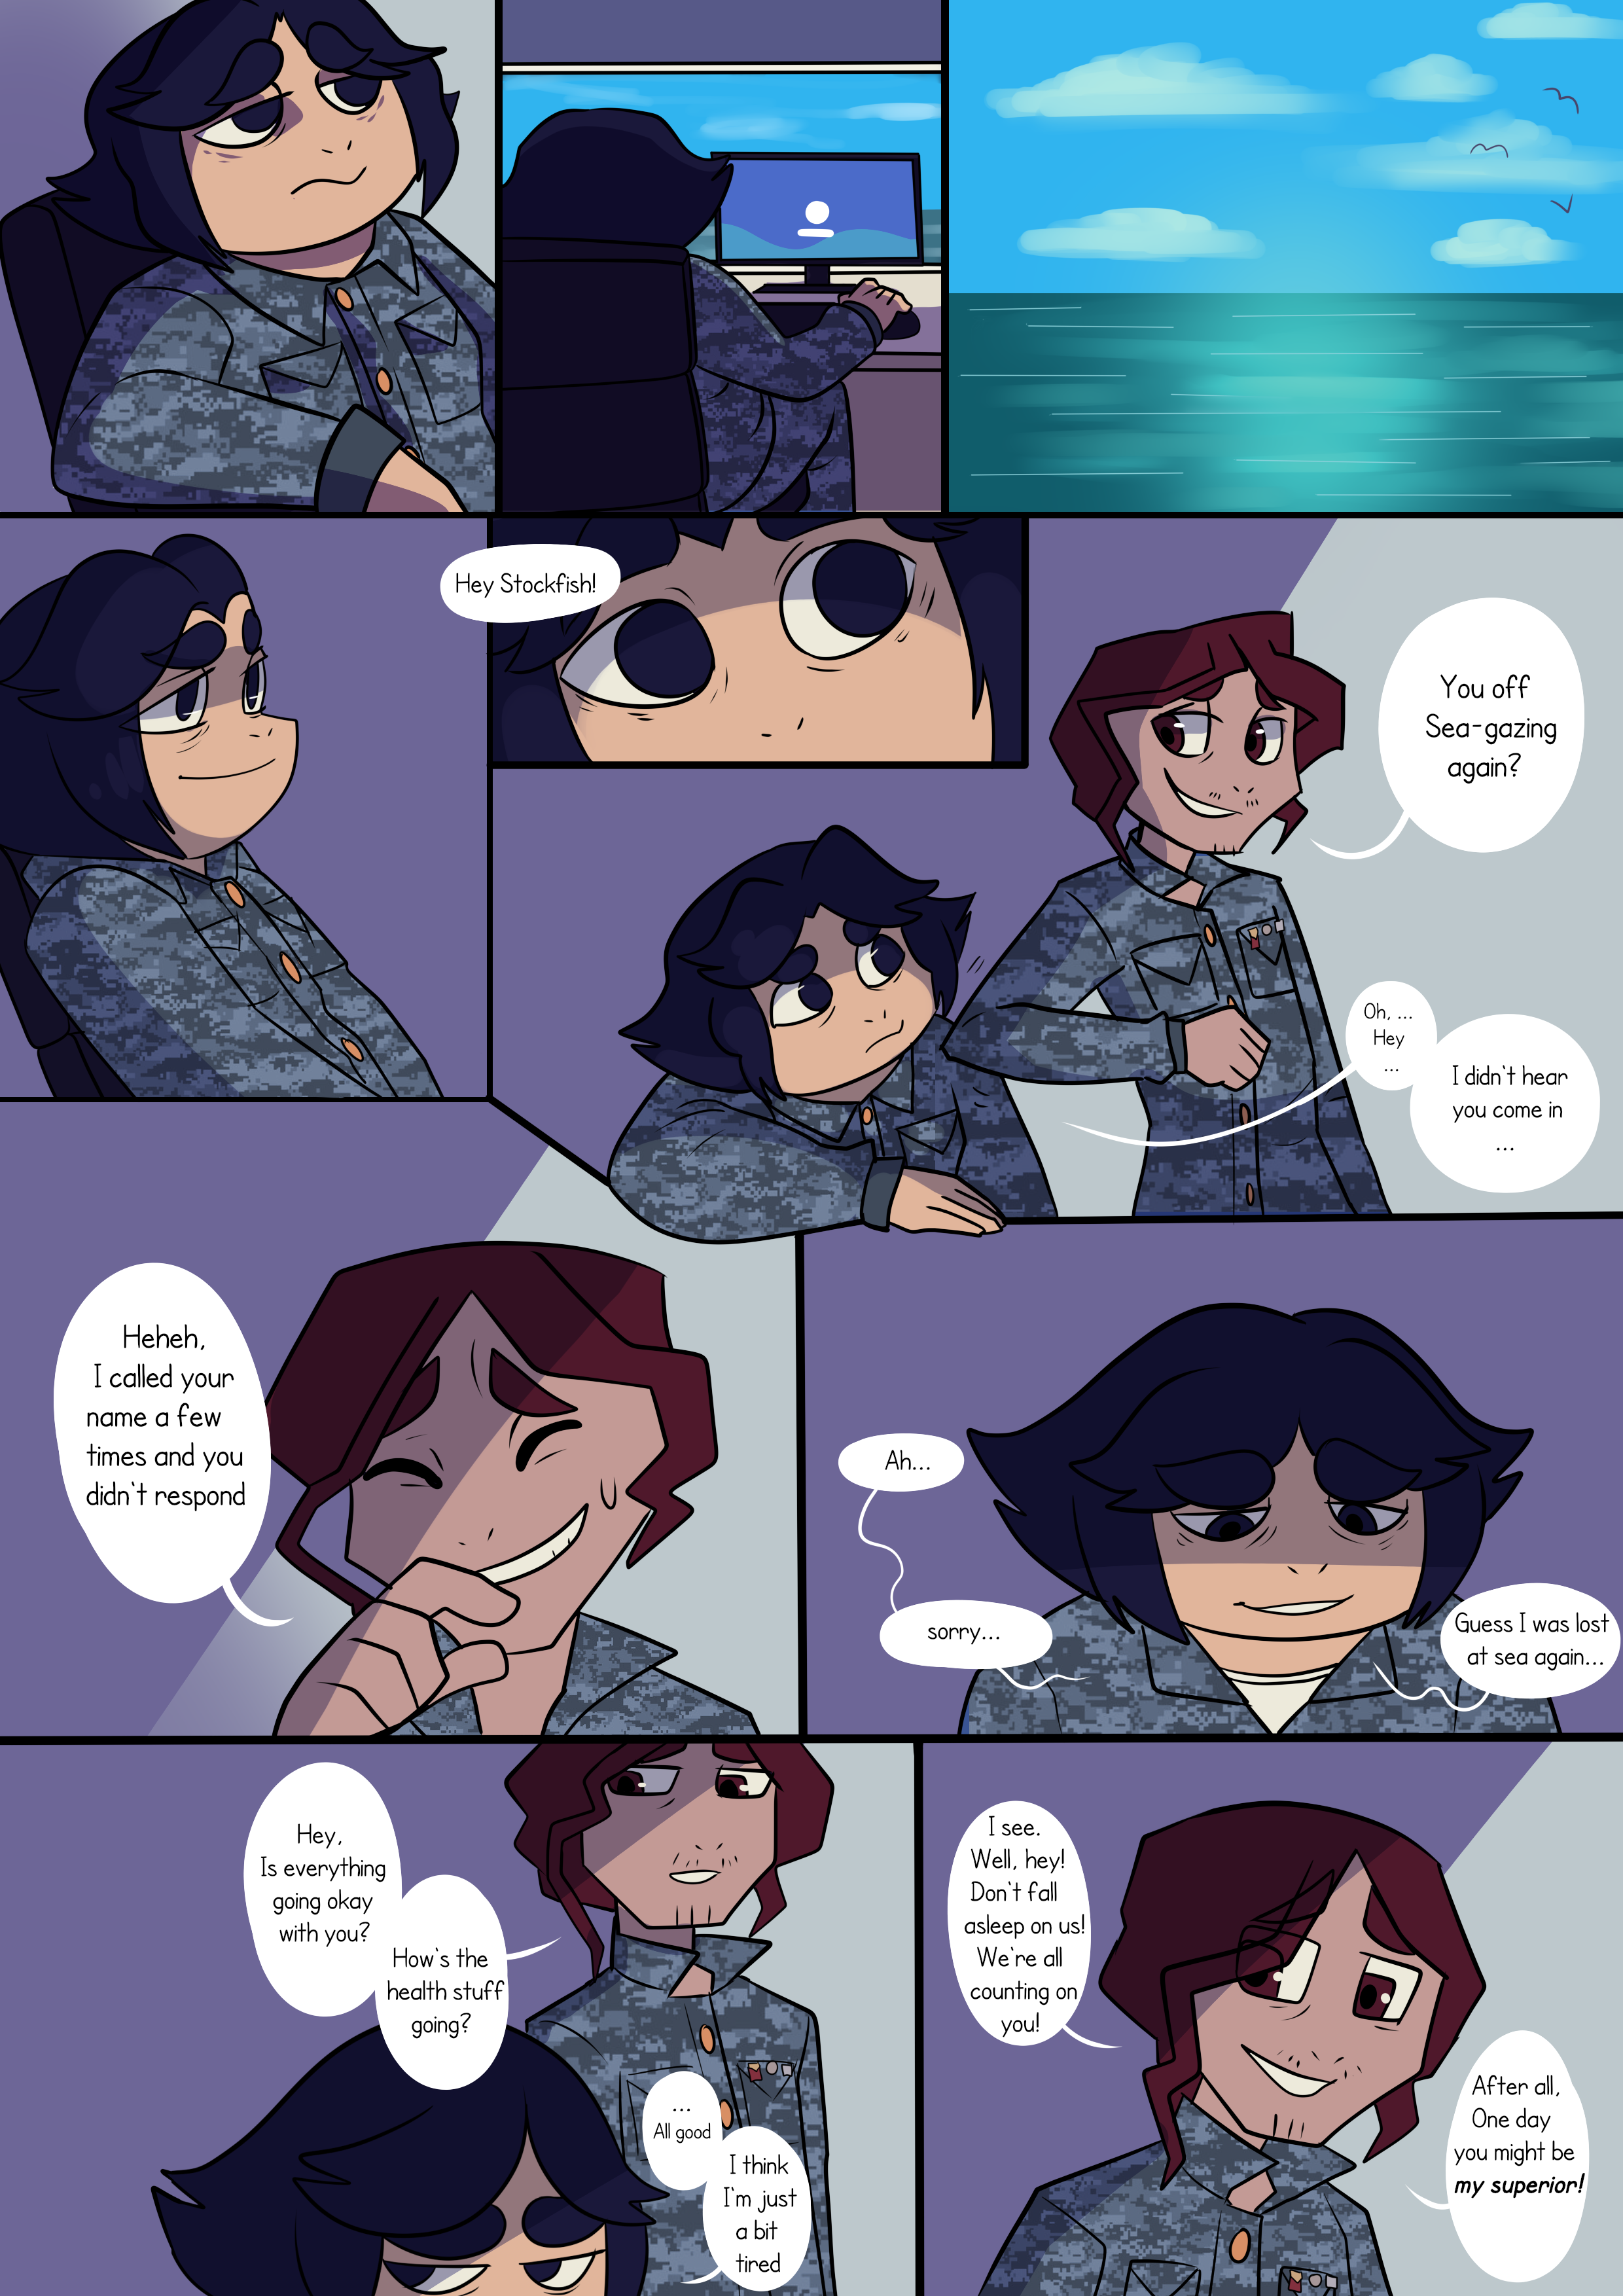 Hey Stockfish!
You off
Sea-gazing
again?
Oh, ...
Hey
...
I didn't hear
you come in
...
Heheh,
I called your
name a few
times and you
didn't respond
Ah...
sorry...
Guess I was lost
at sea again...
Hey,
Is everything
going okay
with you?
How's the
health stuff
going?
...
All good
I think
I'm just
a bit
tired
I see.
Well, hey!
Don't fall
asleep on us!
We're all
counting on
you!
After all,
One day
you might be
my superior!